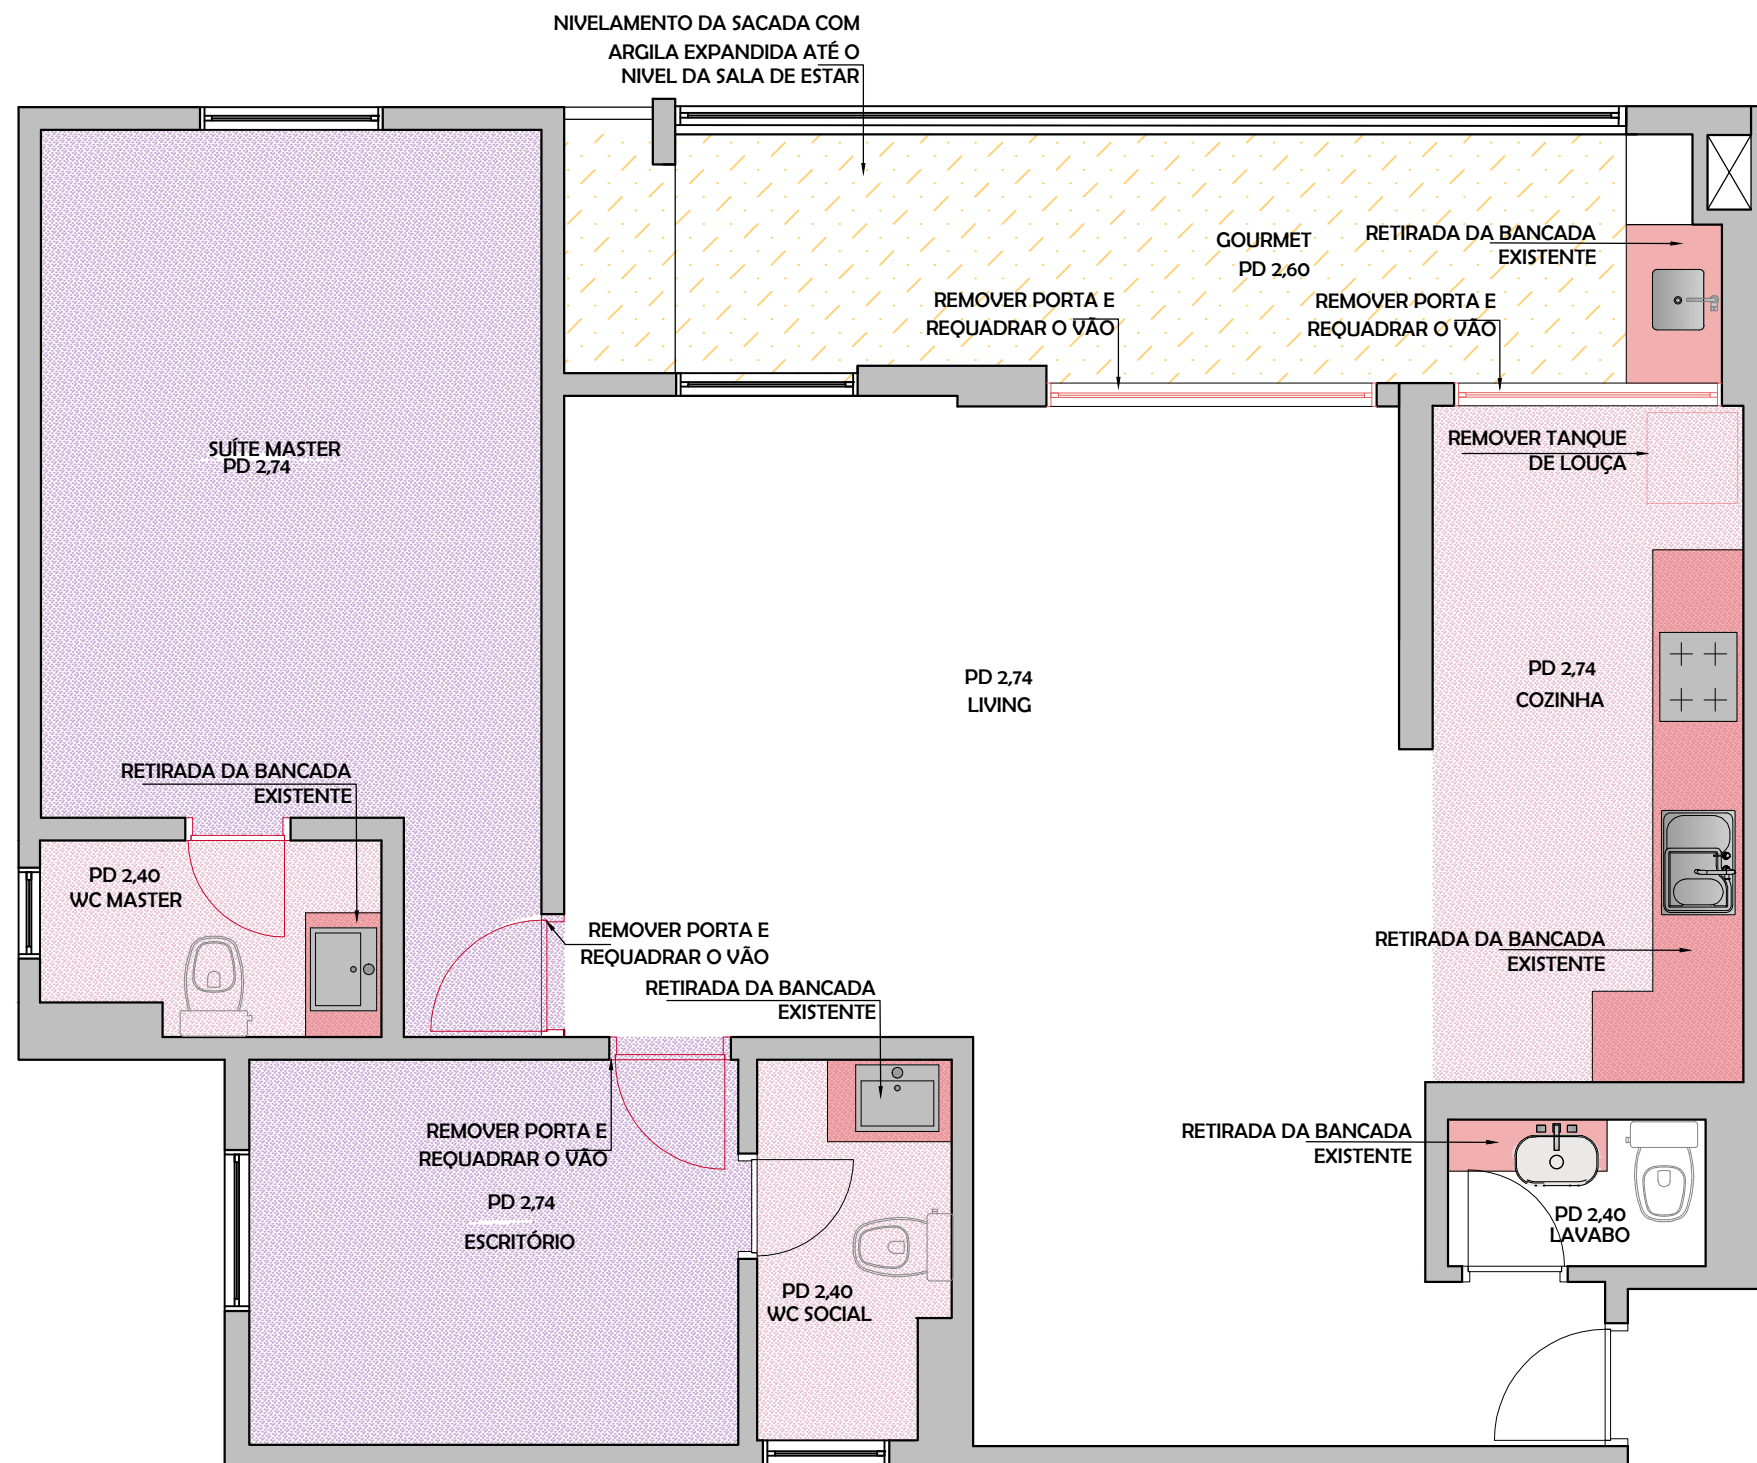 NIVELAMENTO DA SACADA COM
ARGILA EXPANDIDA ATÉ O
NIVEL DA SALA DE ESTAR
GOURMET
PD 2,60
RETIRADA DA BANCADA
EXISTENTE
REMOVER PORTA E
REQUADRAR O VÃO
REMOVER PORTA E
REQUADRAR O VÃO
SUÍTE MASTER
PD 2,74
REMOVER TANQUE
DE LOUÇA
PD 2,74
LIVING
PD 2,74
COZINHA
RETIRADA DA BANCADA
EXISTENTE
PD 2,40
WC MASTER
REMOVER PORTA E
REQUADRAR O VÃO
RETIRADA DA BANCADA
EXISTENTE
RETIRADA DA BANCADA
EXISTENTE
REMOVER PORTA E
REQUADRAR O VÃO
RETIRADA DA BANCADA
EXISTENTE
PD 2,74
ESCRITÓRIO
PD 2,40
LAVABO
PD 2,40
WC SOCIAL